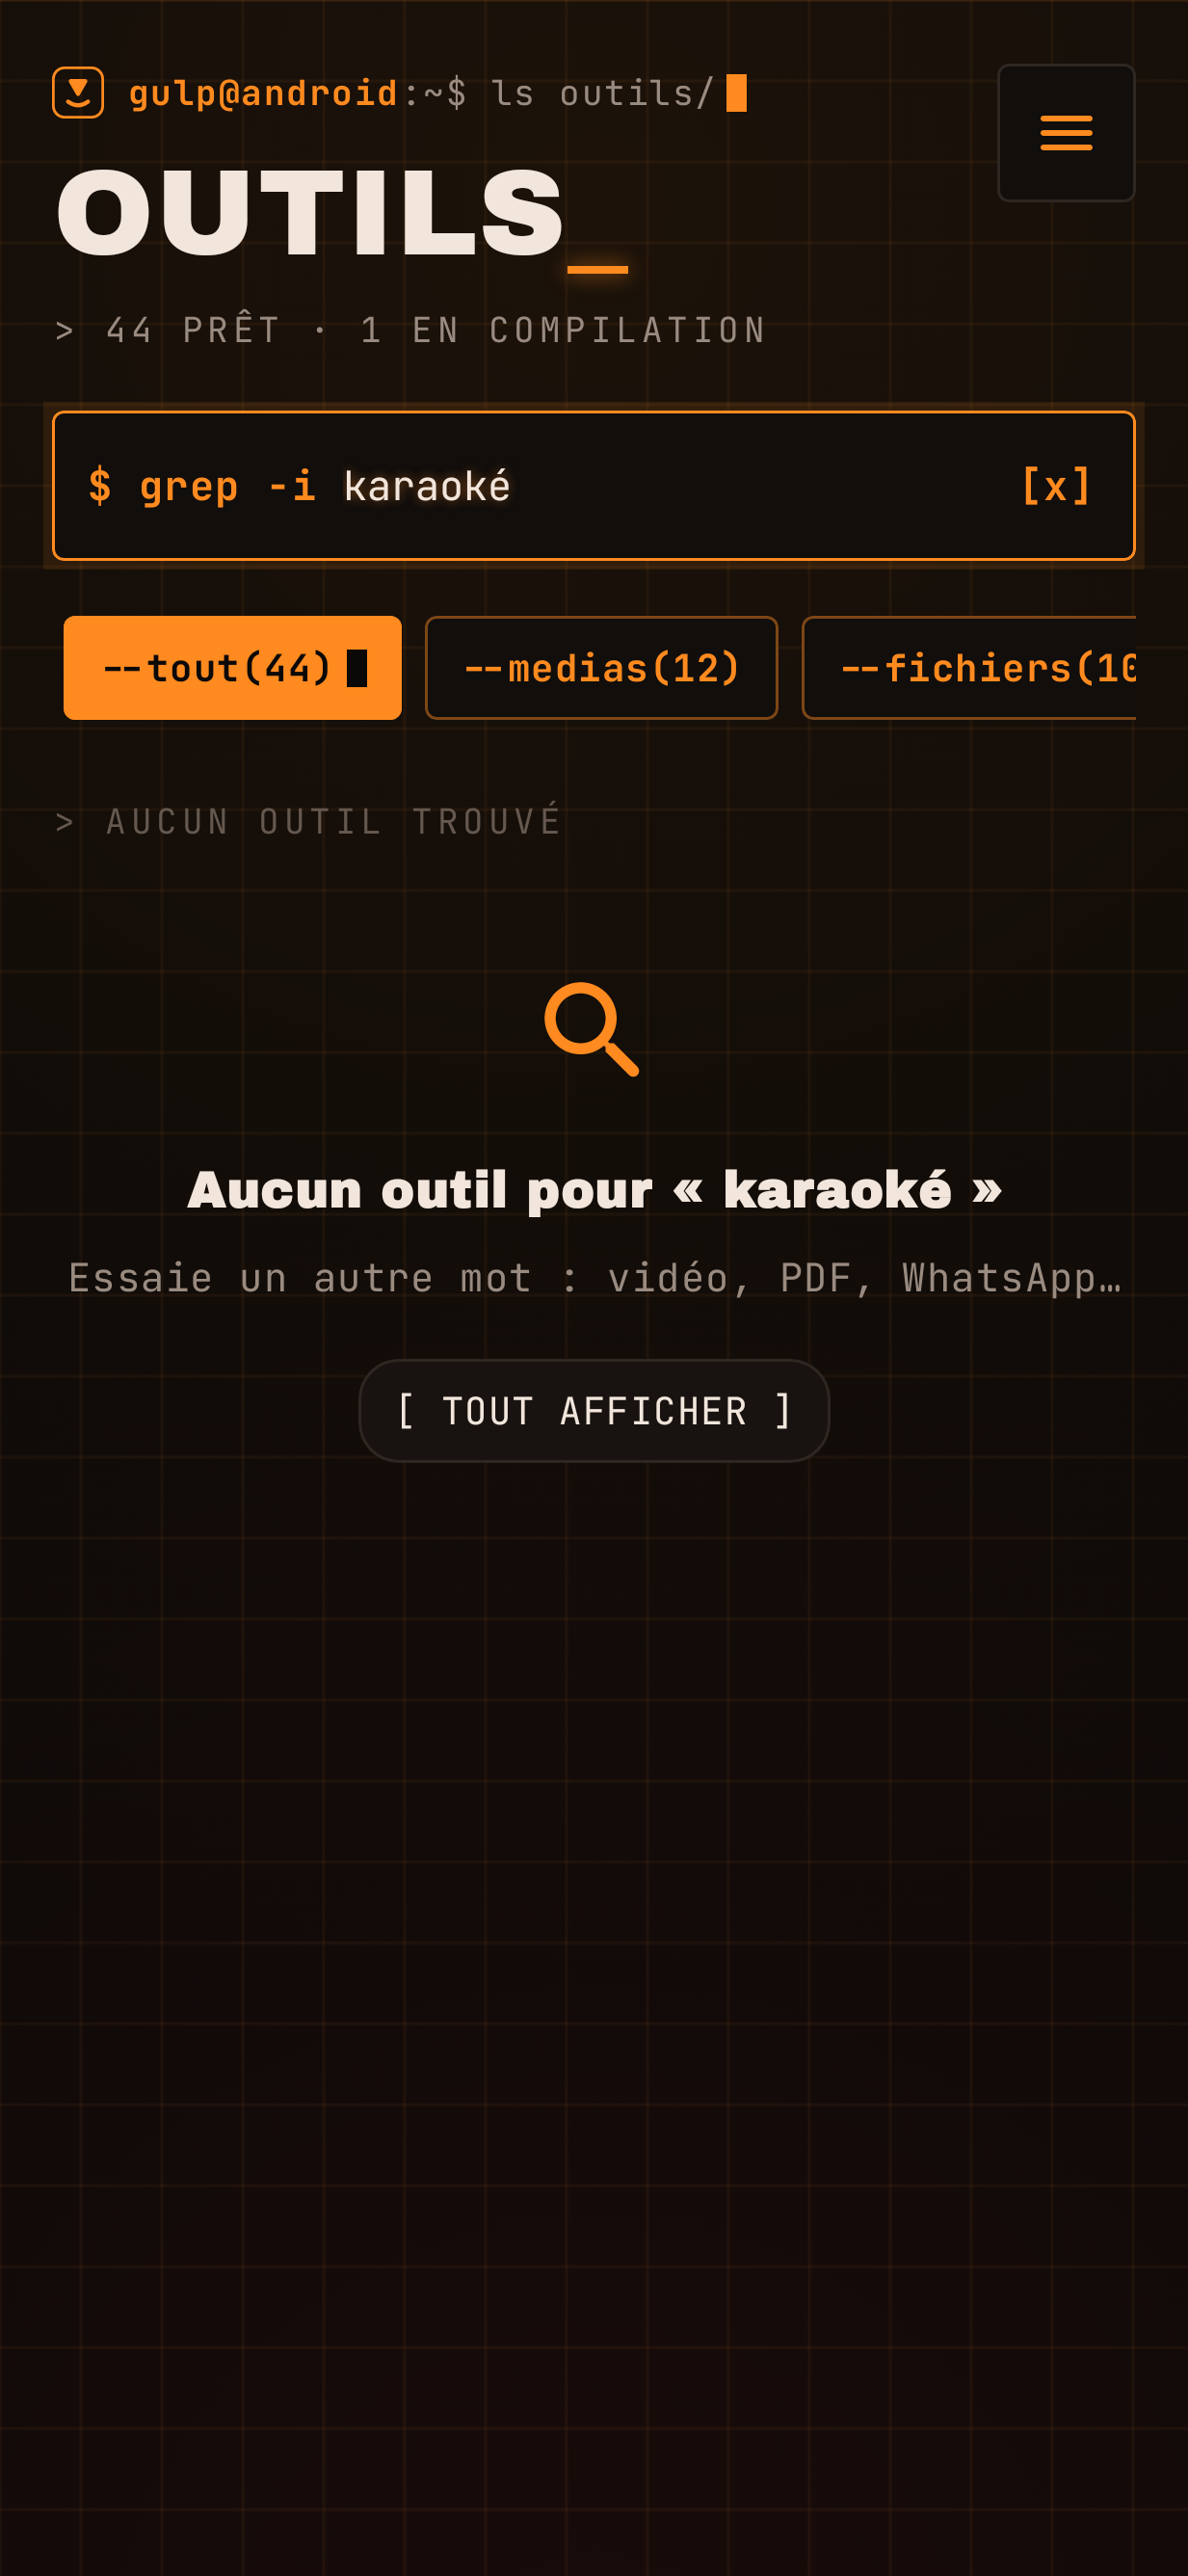 gulp@android:~$ ls outils/
OUTILS_
> 44 PRÊT · 1 EN COMPILATION
$ grep -i karaoké [x]
--tout(44) --medias(12) --fichiers(10
> AUCUN OUTIL TROUVÉ
Aucun outil pour « karaoké »
Essaie un autre mot : vidéo, PDF, WhatsApp…
[ TOUT AFFICHER ]